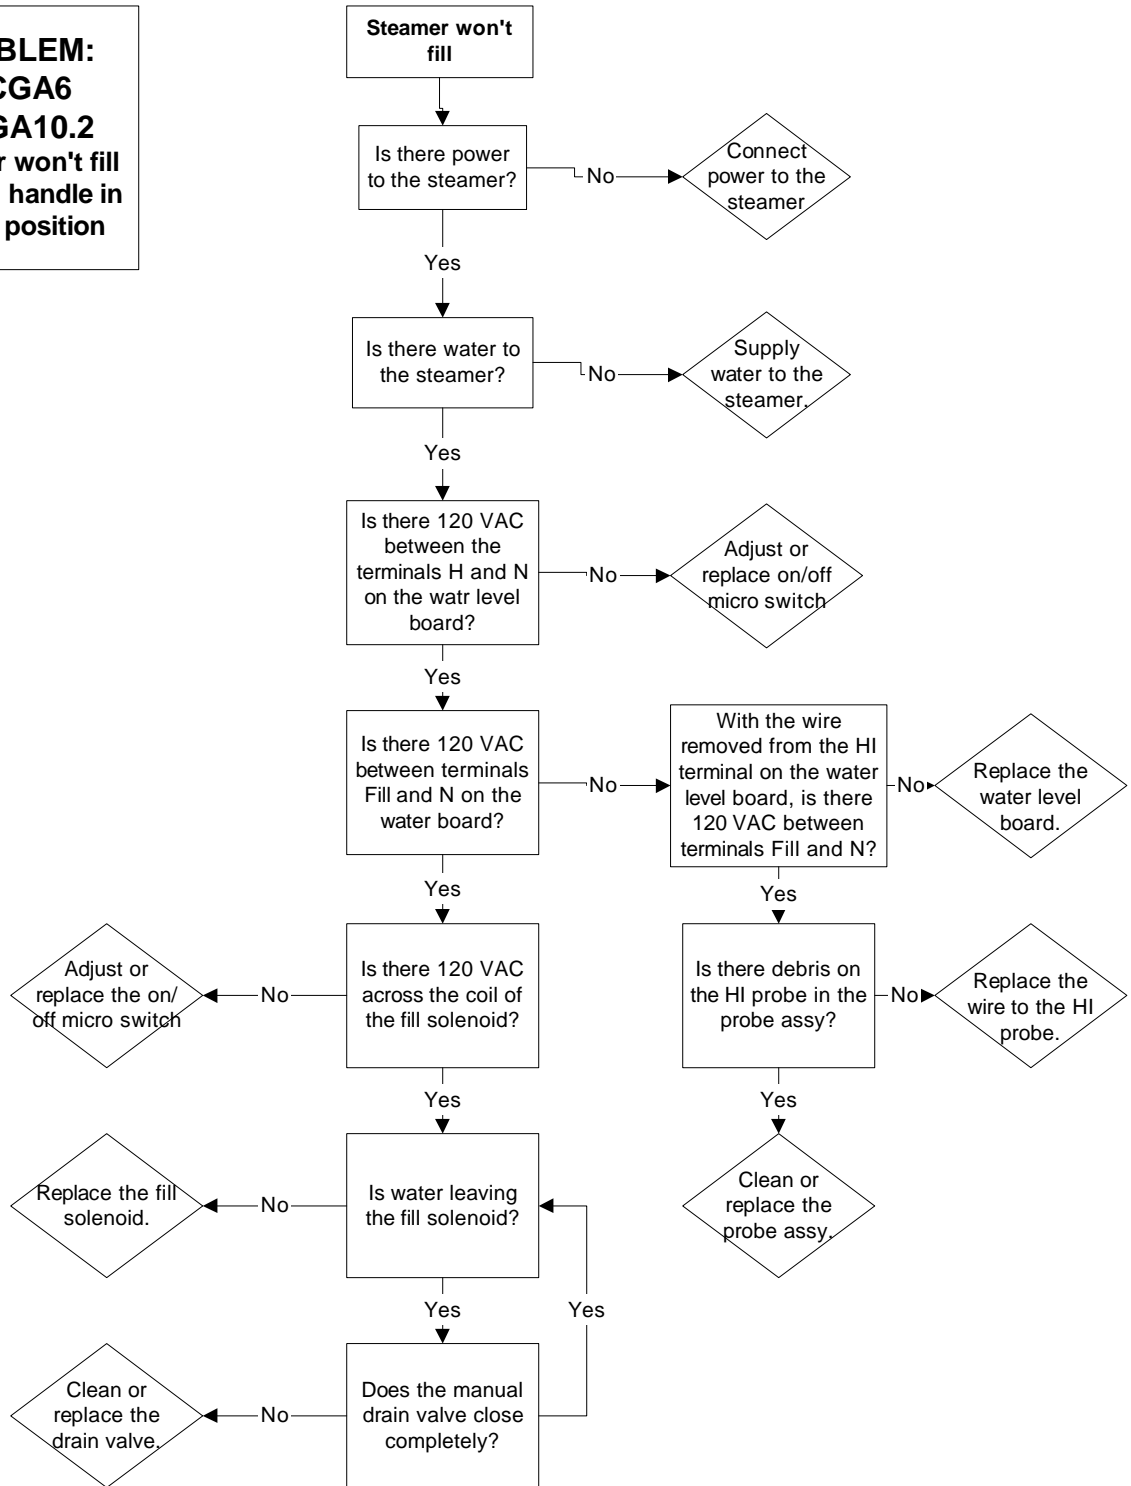 BLEM:
CGA6
GA10.2
r won't fill
handle in
position
Steamer won't
fill
Is there power
to the steamer?
No
Connect
power to the
steamer
Yes
Is there water to
the steamer?
No
Supply
water to the
steamer.
Yes
Is there 120 VAC
between the
terminals H and N
on the watr level
board?
No
Adjust or
replace on/off
micro switch
Yes
Is there 120 VAC
between terminals
Fill and N on the
water board?
No
With the wire
removed from the HI
terminal on the water
level board, is there
120 VAC between
terminals Fill and N?
No
Replace the
water level
board.
Yes
Yes
Adjust or
replace the on/
off micro switch
No
Is there 120 VAC
across the coil of
the fill solenoid?
Is there debris on
the HI probe in the
probe assy?
No
Replace the
wire to the HI
probe.
Yes
Yes
Replace the fill
solenoid.
No
Is water leaving
the fill solenoid?
Clean or
replace the
probe assy.
Yes
Yes
Clean or
replace the
drain valve.
No
Does the manual
drain valve close
completely?